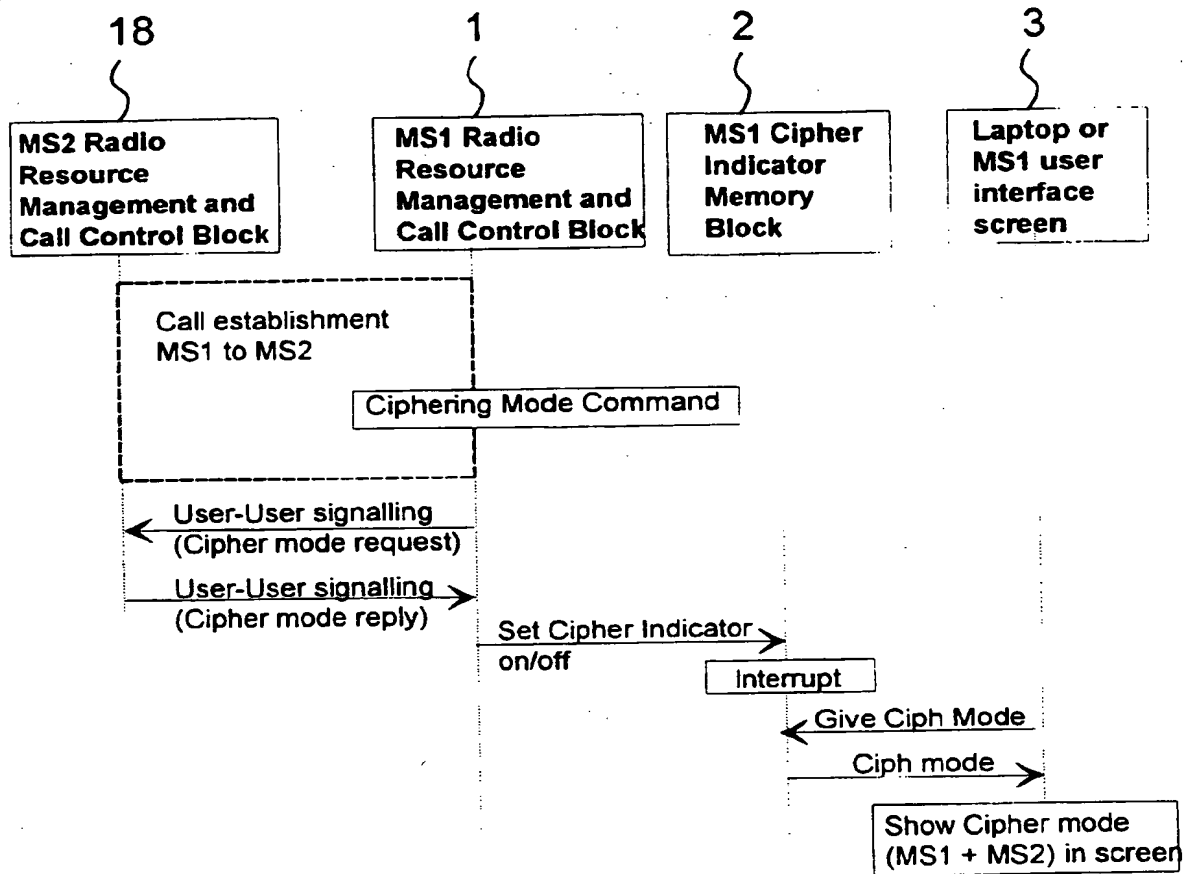 18
1
2
3
MS2 Radio
Resource
Management and
Call Control Block
MS1 Radio
Resource
Management and
Call Control Block
MS1 Cipher
Indicator
Memory
Block
Laptop or
MS1 user
interface
screen
Call establishment
MS1 to MS2
Ciphering Mode Command
User-User signalling
(Cipher mode request)
User-User signalling
(Cipher mode reply)
Set Cipher Indicator
on/off
Interrupt
Give Ciph Mode
Ciph mode
Show Cipher mode
(MS1 + MS2) in screen